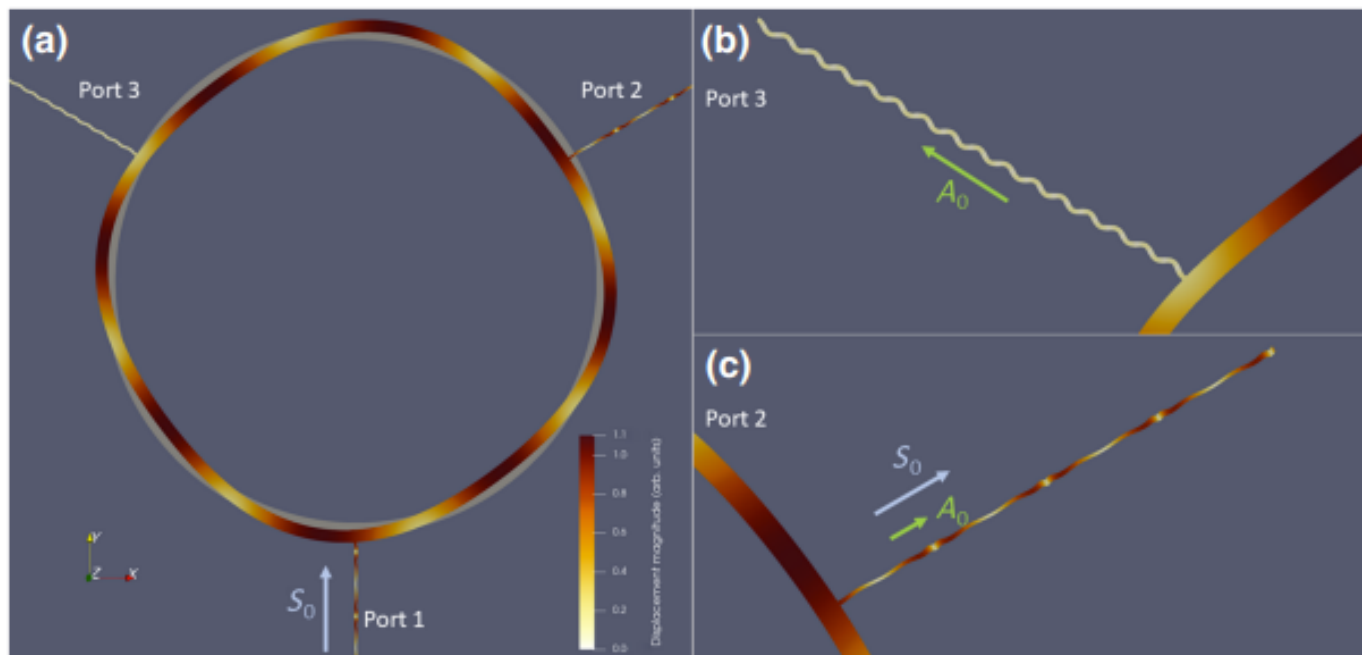 (a)
Port 3
Port 2
S0
Port 1
1.1
1.0
0.8
0.6
0.4
0.2
0.0
Displacement magnitude (arb. units)
Y
Z
X
(b)
Port 3
A0
(c)
Port 2
S0
A0